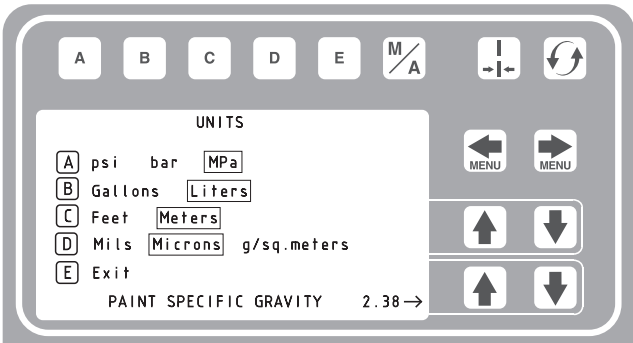 A B C D E M/A
UNITS
A psi bar MPa
B Gallons Liters
C Feet Meters
D Mils Microns g/sq.meters
E Exit
PAINT SPECIFIC GRAVITY 2.38→
MENU MENU